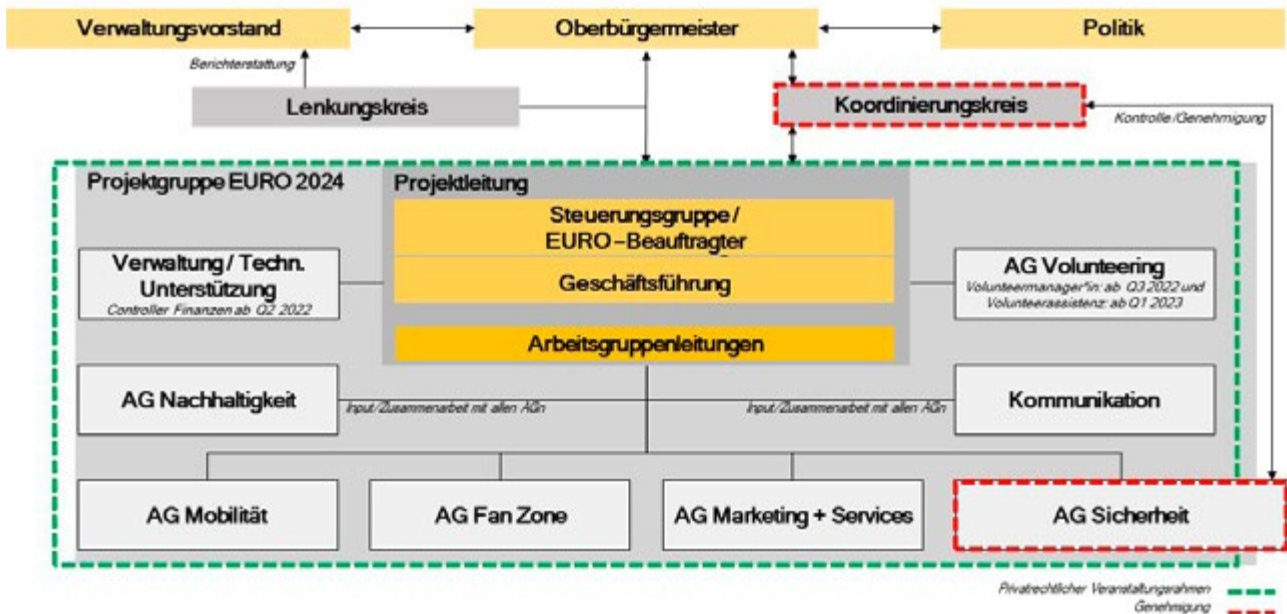 Verwaltungsvorstand
Oberbürgermeister
Politik
Berichterstattung
Lenkungskreis
Koordinierungskreis
Kontrolle/Genehmigung
Projektgruppe EURO 2024
Projektleitung
Steuerungsgruppe /
EURO – Beauftragter
Verwaltung / Techn.
Unterstützung
Controller Finanzen ab Q2 2022
Geschäftsführung
AG Volunteering
Volunteermanager*in: ab Q3 2022 und
Volunteerassistenz: ab Q1 2023
Arbeitsgruppenleitungen
AG Nachhaltigkeit
Input/Zusammenarbeit mit allen AGn
Input/Zusammenarbeit mit allen AGn
Kommunikation
AG Mobilität
AG Fan Zone
AG Marketing + Services
AG Sicherheit
Privatrechtlicher Veranstaltungsrahmen
Genehmigung